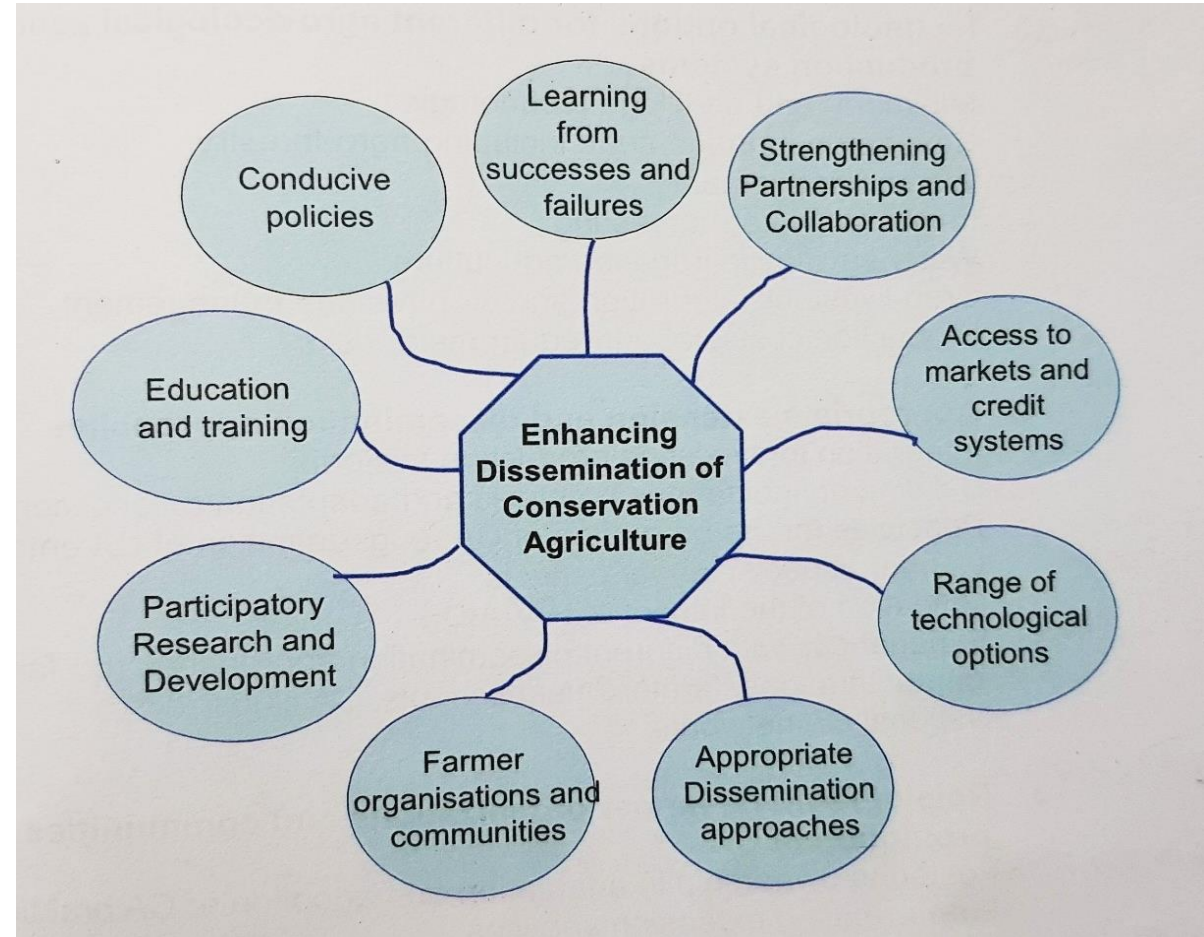 Learning
from
successes and
failures
Strengthening
Partnerships and
Collaboration
Access to
markets and
credit
systems
Range of
technological
options
Appropriate
Dissemination
approaches
Farmer
organisations and
communities
Participatory
Research and
Development
Education
and training
Conducive
policies
Enhancing
Dissemination of
Conservation
Agriculture